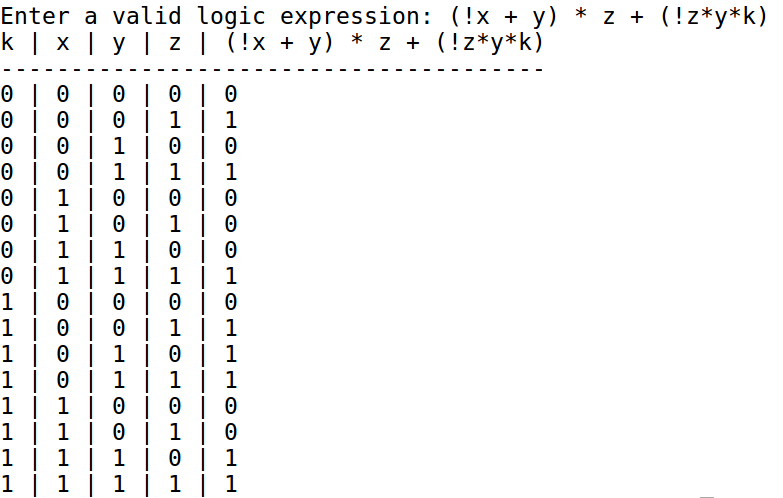 Enter a valid logic expression: (!x + y) * z + (!z*y*k)
k | x | y | z | (!x + y) * z + (!z*y*k)
---------------------------------------
0 | 0 | 0 | 0 | 0
0 | 0 | 0 | 1 | 1
0 | 0 | 1 | 0 | 0
0 | 0 | 1 | 1 | 1
0 | 1 | 0 | 0 | 0
0 | 1 | 0 | 1 | 0
0 | 1 | 1 | 0 | 0
0 | 1 | 1 | 1 | 1
1 | 0 | 0 | 0 | 0
1 | 0 | 0 | 1 | 1
1 | 0 | 1 | 0 | 1
1 | 0 | 1 | 1 | 1
1 | 1 | 0 | 0 | 0
1 | 1 | 0 | 1 | 0
1 | 1 | 1 | 0 | 1
1 | 1 | 1 | 1 | 1